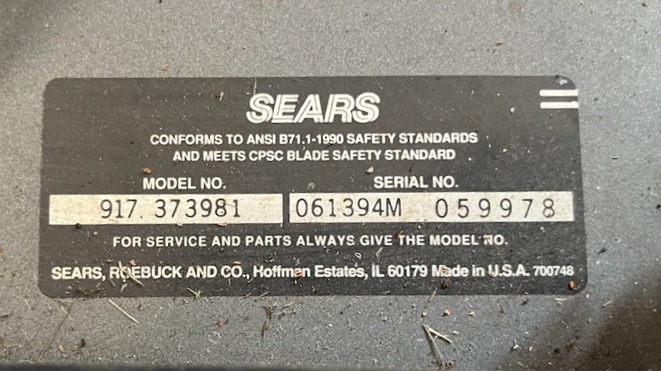 SEARS
CONFORMS TO ANSI B71.1-1990 SAFETY STANDARDS
AND MEETS CPSC BLADE SAFETY STANDARD
MODEL NO. SERIAL NO.
917. 373981 061394M 059978
FOR SERVICE AND PARTS ALWAYS GIVE THE MODEL NO.
SEARS, ROEBUCK AND CO., Hoffman Estates, IL 60179 Made in U.S.A. 700748